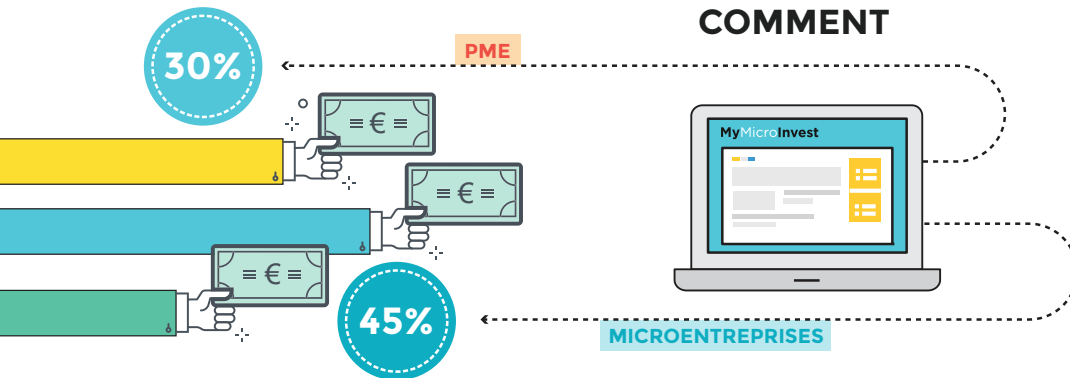 COMMENT
PME
30%
MyMicroInvest
= € =
= € =
= € =
45%
MICROENTREPRISES